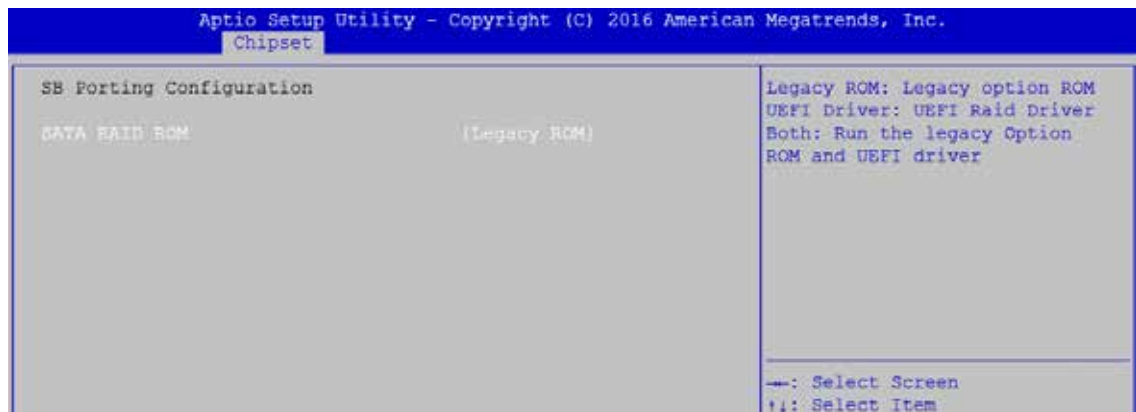 Aptio Setup Utility - Copyright (C) 2016 American Megatrends, Inc.
Chipset
SB Porting Configuration
SATA RAID ROM [Legacy ROM]
Legacy ROM: Legacy option ROM
UEFI Driver: UEFI Raid Driver
Both: Run the legacy Option
ROM and UEFI driver
→←: Select Screen
↑↓: Select Item